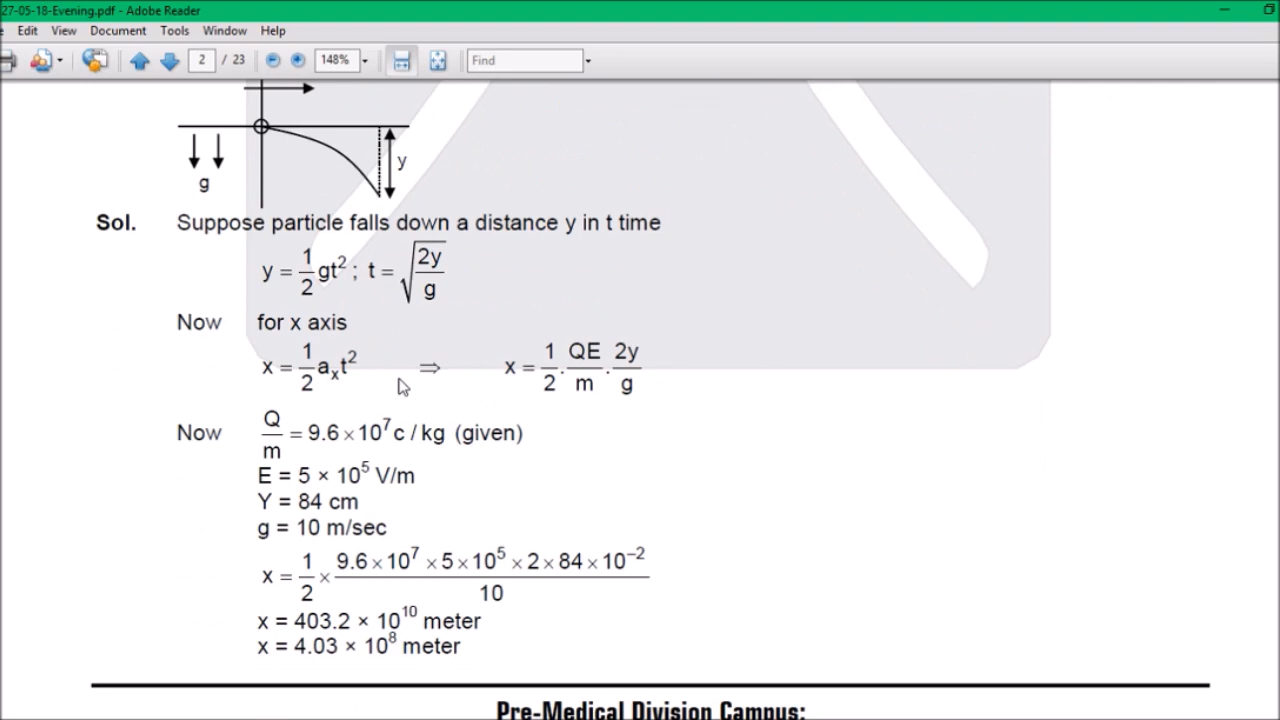 27-05-18-Evening.pdf - Adobe Reader
Edit View Document Tools Window Help
2 / 23 148% Find
y
g
Sol. Suppose particle falls down a distance y in t time
y = 1/2 gt² ; t = √(2y/g)
Now for x axis
x = 1/2 aₓt² ⇒ x = 1/2 . QE/m . 2y/g
Now Q/m = 9.6 × 10⁷ c / kg (given)
E = 5 × 10⁵ V/m
Y = 84 cm
g = 10 m/sec
x = 1/2 × (9.6 × 10⁷ × 5 × 10⁵ × 2 × 84 × 10⁻²)/10
x = 403.2 × 10¹⁰ meter
x = 4.03 × 10⁸ meter
Pre-Medical Division Campus: